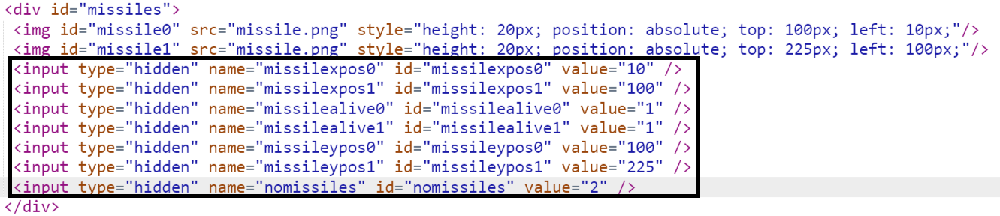 <div id="missiles">
<img id="missile0" src="missile.png" style="height: 20px; position: absolute; top: 100px; left: 10px;"/>
<img id="missile1" src="missile.png" style="height: 20px; position: absolute; top: 225px; left: 100px;"/>
<input type="hidden" name="missilexpos0" id="missilexpos0" value="10" />
<input type="hidden" name="missilexpos1" id="missilexpos1" value="100" />
<input type="hidden" name="missilealive0" id="missilealive0" value="1" />
<input type="hidden" name="missilealive1" id="missilealive1" value="1" />
<input type="hidden" name="missileypos0" id="missileypos0" value="100" />
<input type="hidden" name="missileypos1" id="missileypos1" value="225" />
<input type="hidden" name="nomissiles" id="nomissiles" value="2" />
</div>